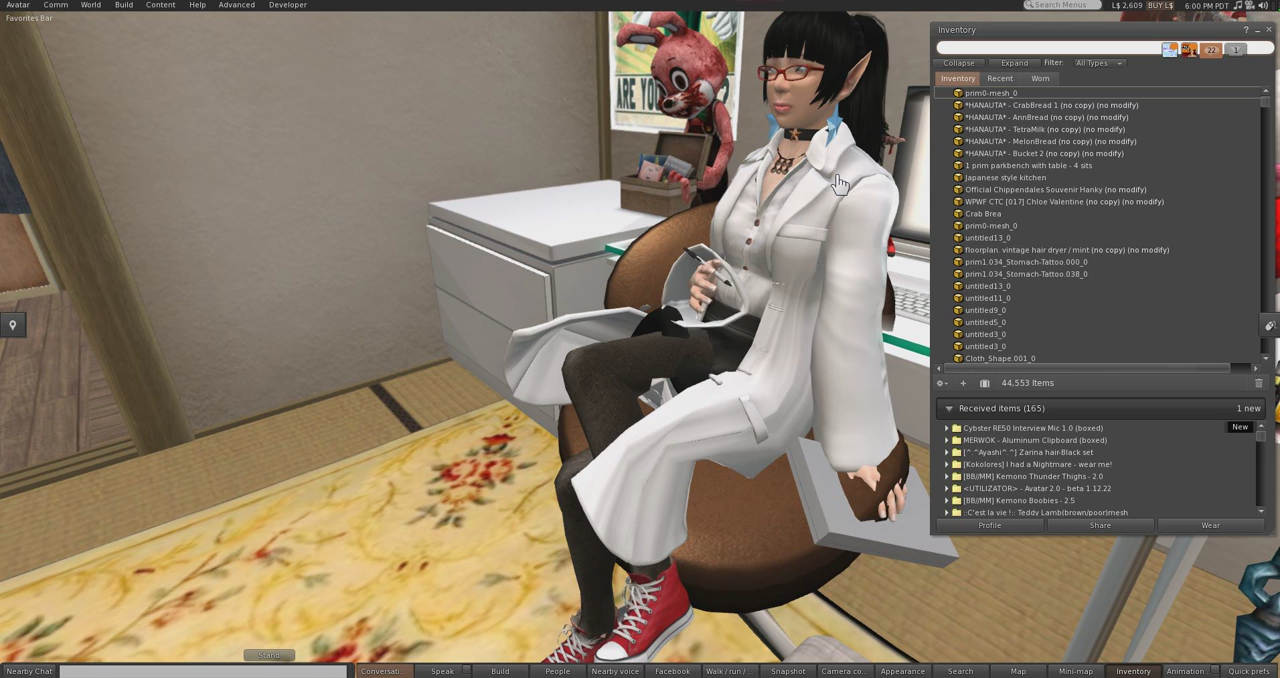 Avatar Comm World Build Content Help Advanced Developer Search Menus L$ 2,609 BUY L$ 6:00 PM PDT
Favorites Bar
ARE YO
Inventory ? _ ×
22 1
Collapse Expand Filter: All Types
Inventory Recent Worn
prim0-mesh_0
*HANAUTA* - CrabBread 1 (no copy) (no modify)
*HANAUTA* - AnnBread (no copy) (no modify)
*HANAUTA* - TetraMilk (no copy) (no modify)
*HANAUTA* - MelonBread (no copy) (no modify)
*HANAUTA* - Bucket 2 (no copy) (no modify)
1 prim parkbench with table - 4 sits
Japanese style kitchen
Official Chippendales Souvenir Hanky (no modify)
WPWF CTC [017] Chloe Valentine (no copy) (no modify)
Crab Brea
prim0-mesh_0
untitled13_0
floorplan. vintage hair dryer / mint (no copy) (no modify)
prim1.034_Stomach-Tattoo.000_0
prim1.034_Stomach-Tattoo.038_0
untitled13_0
untitled11_0
untitled9_0
untitled5_0
untitled3_0
untitled3_0
Cloth_Shape.001_0
44,553 Items
Received items (165) 1 new
Cybster RE50 Interview Mic 1.0 (boxed) New
MERWOK - Aluminum Clipboard (boxed)
[^.^Ayashi^.^] Zarina hair-Black set
[Kokolores] I had a Nightmare - wear me!
[BB//MM] Kemono Thunder Thighs - 2.0
<UTILIZATOR> - Avatar 2.0 - beta 1.12.22
[BB//MM] Kemono Boobies - 2.5
::C'est la vie !:: Teddy Lamb(brown/poor)mesh
Profile Share Wear
Stand
Nearby Chat Conversati... Speak Build People Nearby voice Facebook Walk / run /... Snapshot Camera co... Appearance Search Map Mini-map Inventory Animation... Quick prefs